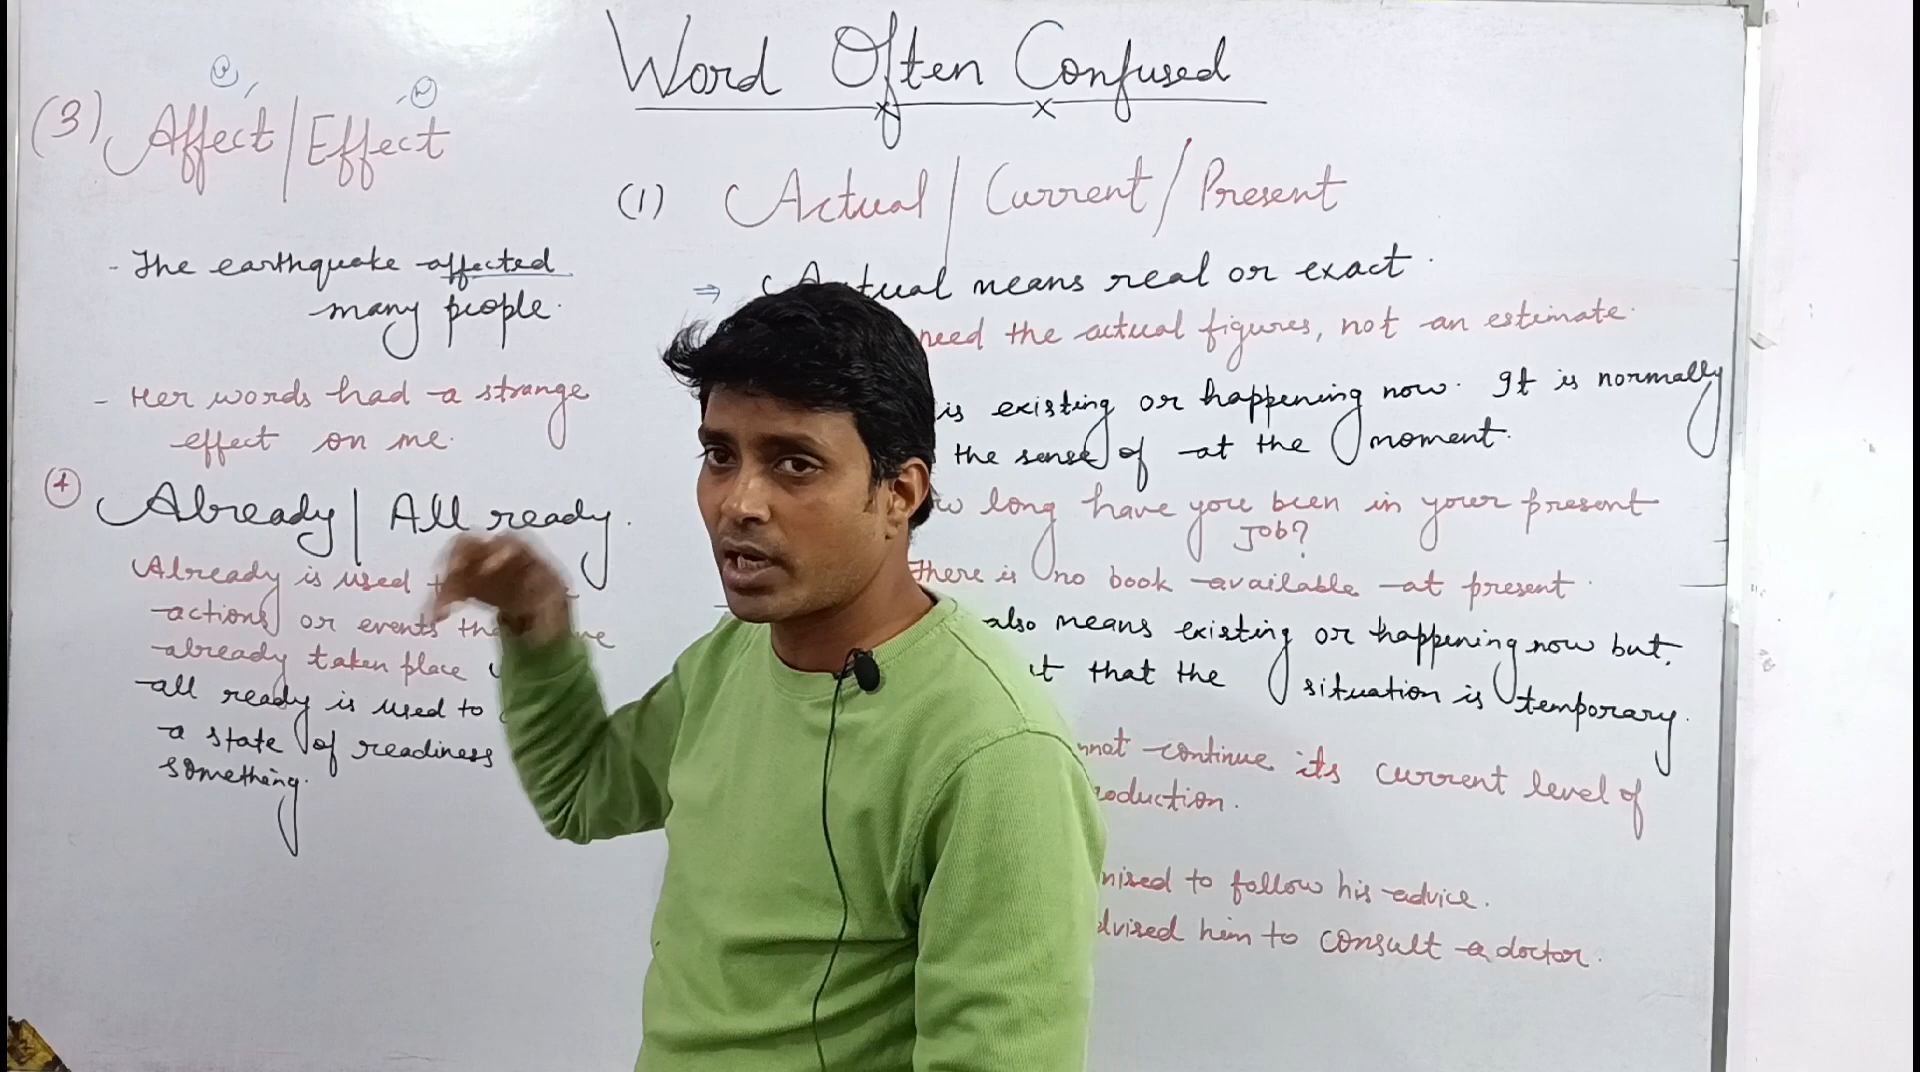 Word Often Confused
(3) Affect/Effect
- The earthquake affected
many people.
- Her words had a strange
effect on me.
4 Already/All ready.
Already is used
actions or events
already taken place
all ready is used to
a state of readiness
something.
(1) Actual/Current/Present
⇒ Actual means real or exact.
need the actual figures, not an estimate.
is existing or happening now. It is normally
the sense of at the moment.
long have you been in your present
Job?
There is no book available at present.
also means existing or happening now but,
that the situation is temporary.
continue its current level of
his advice.
to follow
him to consult a doctor.